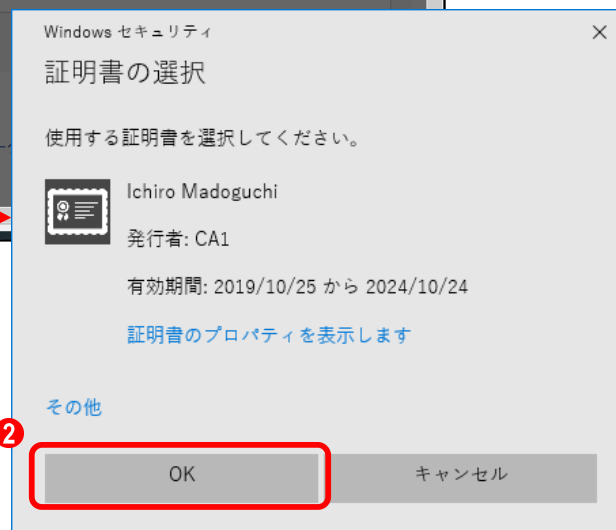 Windows セキュリティ
証明書の選択
使用する証明書を選択してください。
Ichiro Madoguchi
発行者: CA1
有効期間: 2019/10/25 から 2024/10/24
証明書のプロパティを表示します
その他
2
OK
キャンセル